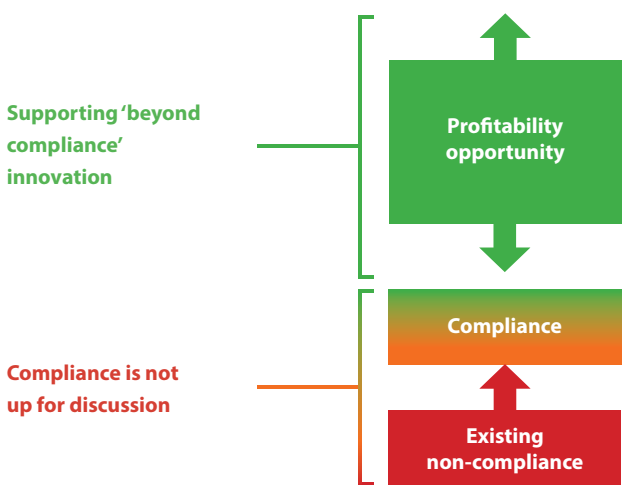 Supporting ‘beyond
compliance’
innovation
Profitability
opportunity
Compliance
Compliance is not
up for discussion
Existing
non-compliance